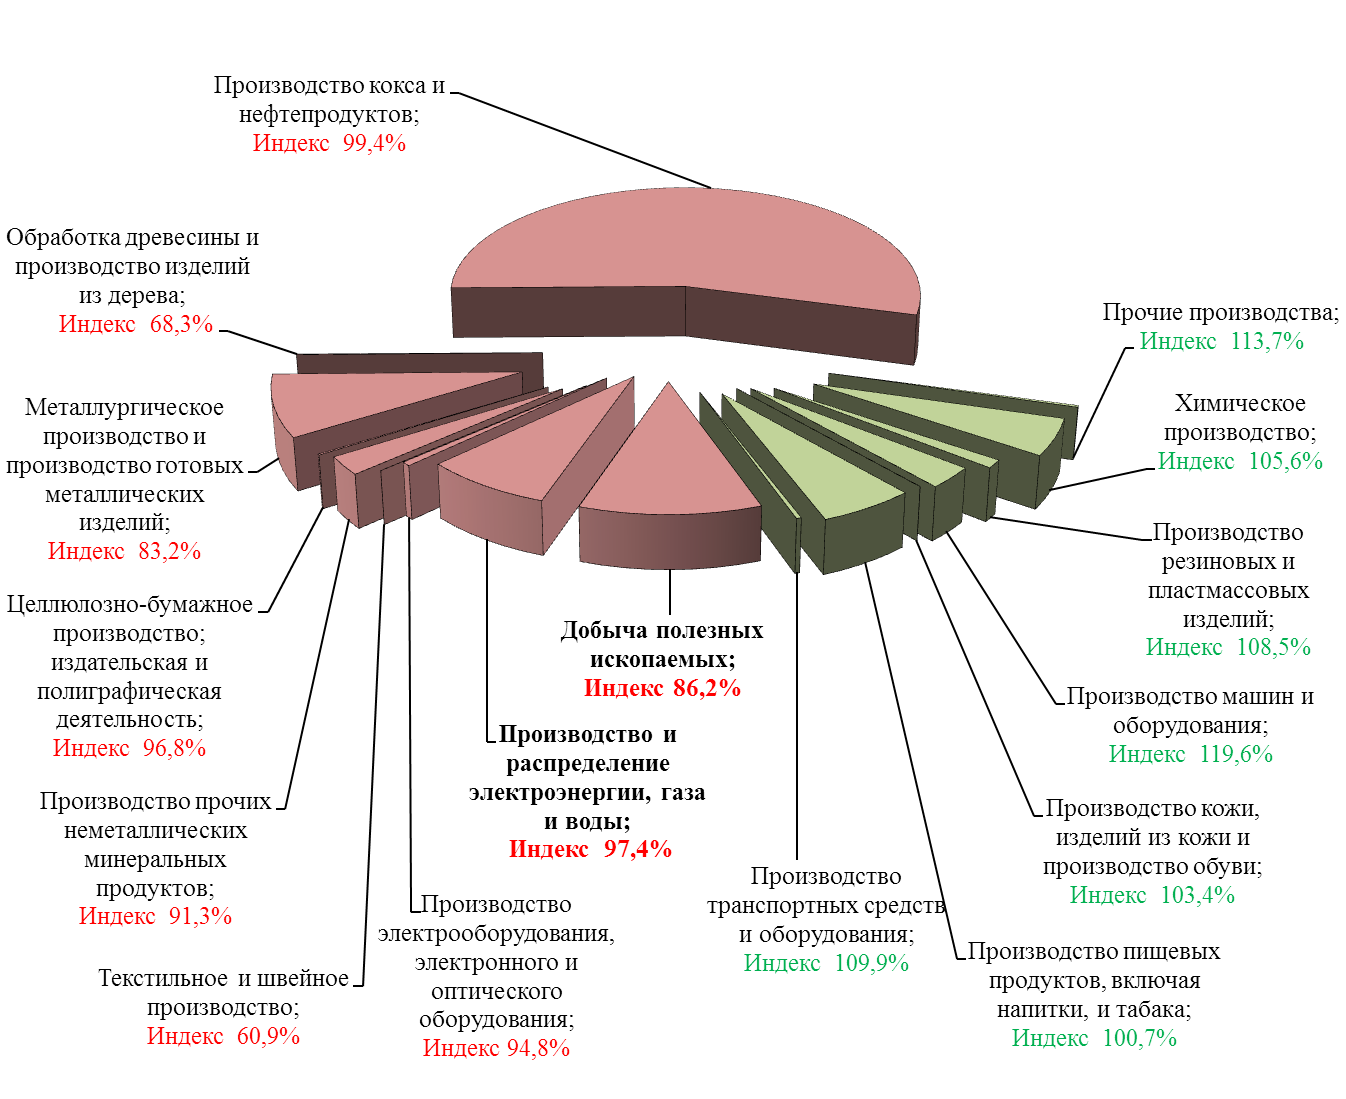 Производство кокса и
нефтепродуктов;
Индекс 99,4%
Обработка древесины и
производство изделий
из дерева;
Индекс 68,3%
Металлургическое
производство и
производство готовых
металлических
изделий;
Индекс 83,2%
Целлюлозно-бумажное
производство;
издательская и
полиграфическая
деятельность;
Индекс 96,8%
Производство прочих
неметаллических
минеральных
продуктов;
Индекс 91,3%
Текстильное и швейное
производство;
Индекс 60,9%
Производство
электрооборудования,
электронного и
оптического
оборудования;
Индекс 94,8%
Производство и
распределение
электроэнергии, газа
и воды;
Индекс 97,4%
Добыча полезных
ископаемых;
Индекс 86,2%
Производство
транспортных средств
и оборудования;
Индекс 109,9%
Производство пищевых
продуктов, включая
напитки, и табака;
Индекс 100,7%
Производство кожи,
изделий из кожи и
производство обуви;
Индекс 103,4%
Производство машин и
оборудования;
Индекс 119,6%
Производство
резиновых и
пластмассовых
изделий;
Индекс 108,5%
Химическое
производство;
Индекс 105,6%
Прочие производства;
Индекс 113,7%